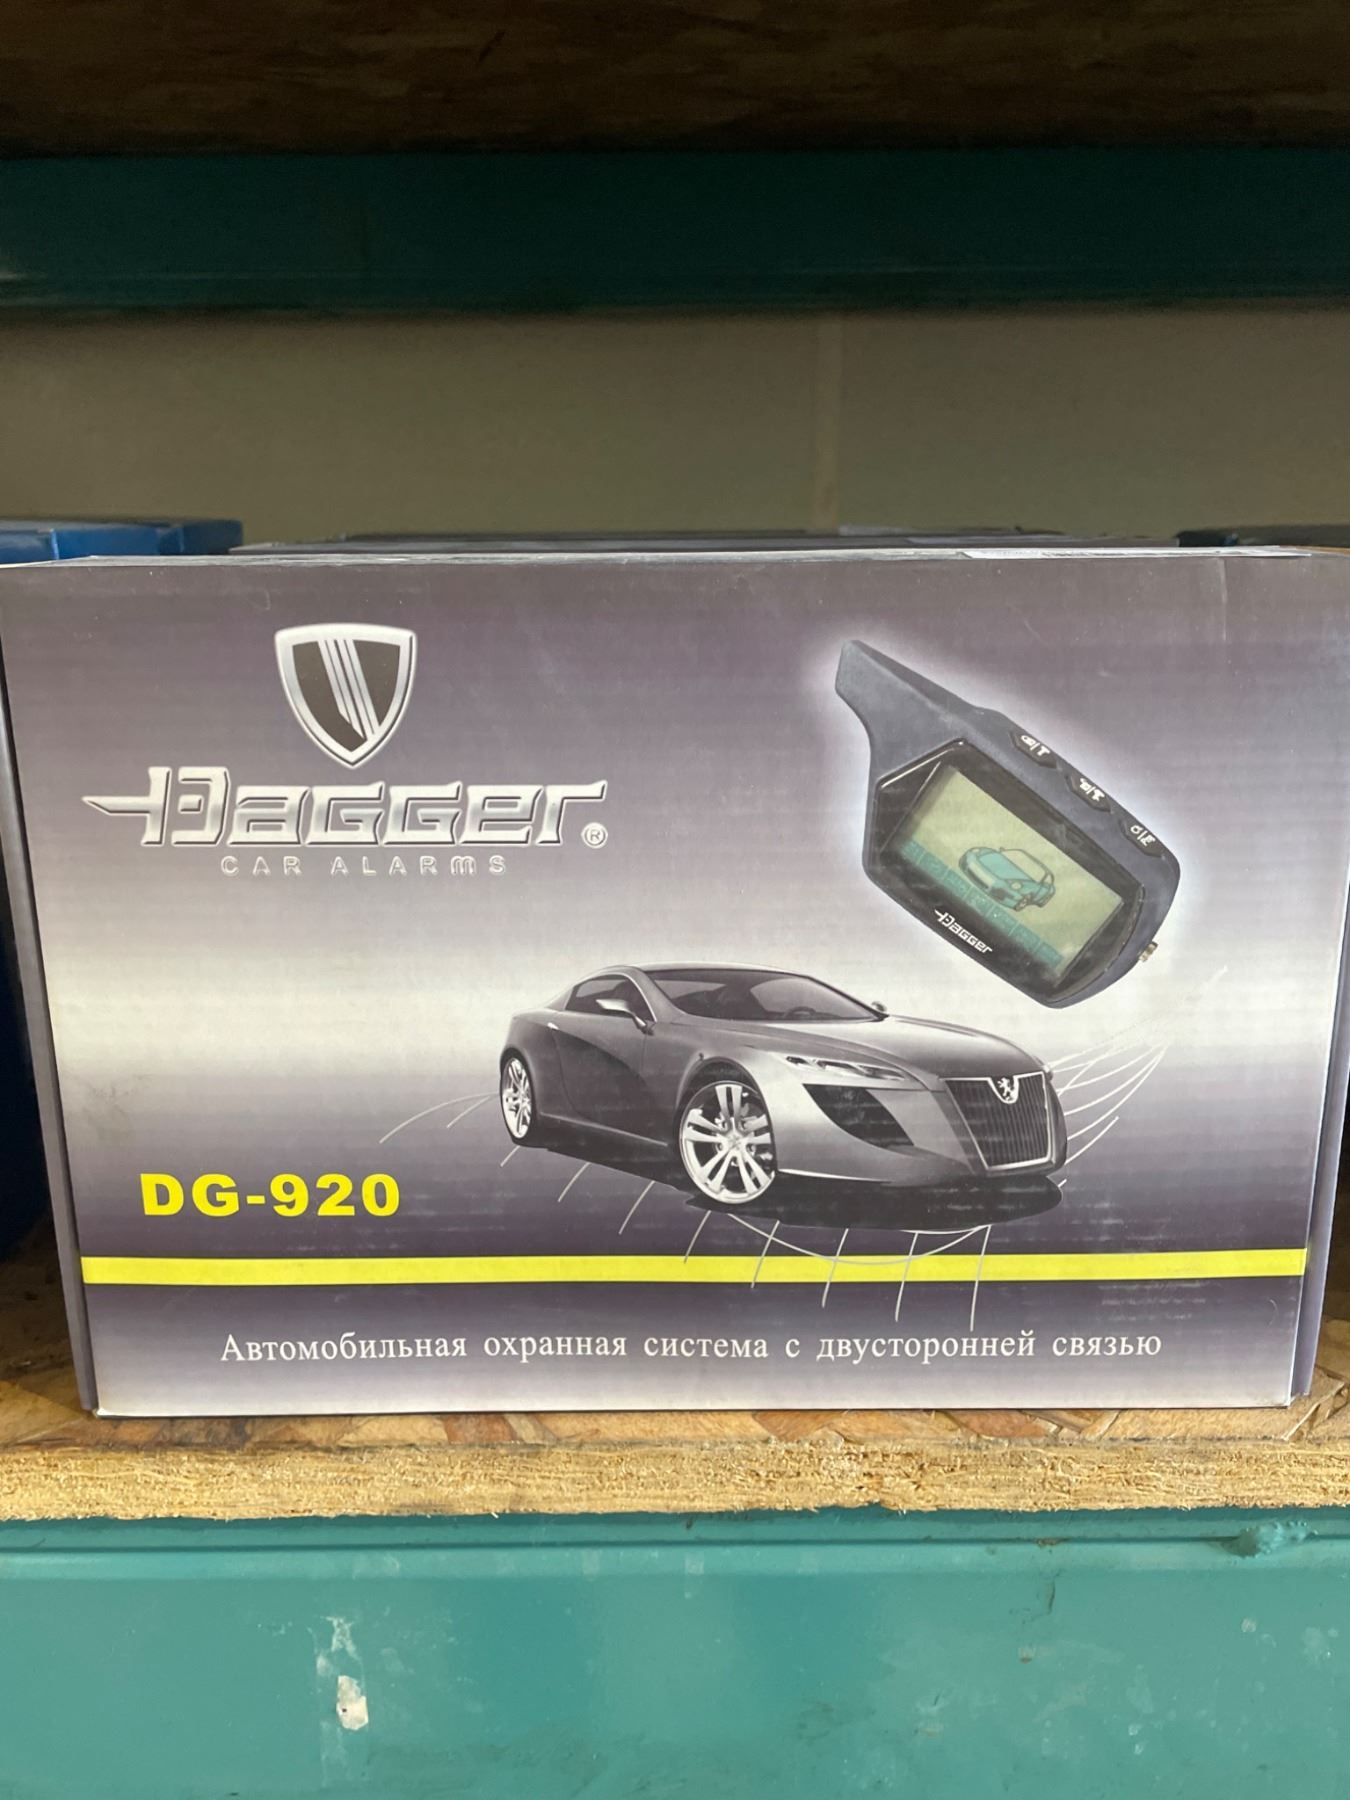 Dagger®
CAR ALARMS
Dagger
DG-920
Автомобильная охранная система с двусторонней связью